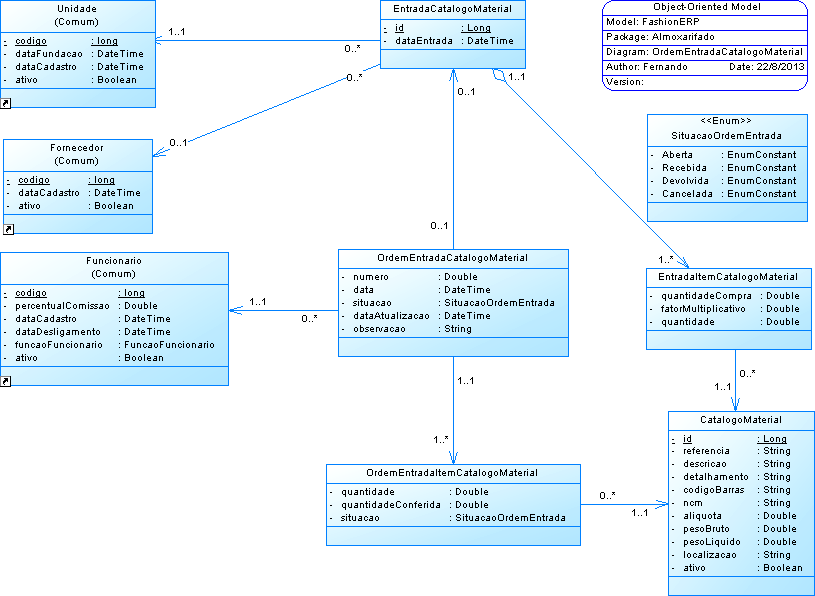 Unidade
(Comum)
- codigo : long
- dataFundacao : DateTime
- dataCadastro : DateTime
- ativo : Boolean
EntradaCatalogoMaterial
- id : Long
- dataEntrada : DateTime
Object-Oriented Model
Model: FashionERP
Package: Almoxarifado
Diagram: OrdemEntradaCatalogoMaterial
Author: Fernando Date: 22/8/2013
Version:
1..1
0..*
0..*
0..1
0..1
1..1
0..1
1..*
<<Enum>>
SituacaoOrdemEntrada
- Aberta : EnumConstant
- Recebida : EnumConstant
- Devolvida : EnumConstant
- Cancelada : EnumConstant
Fornecedor
(Comum)
- codigo : long
- dataCadastro : DateTime
- ativo : Boolean
Funcionario
(Comum)
- codigo : long
- percentualComissao : Double
- dataCadastro : DateTime
- dataDesligamento : DateTime
- funcaoFuncionario : FuncaoFuncionario
- ativo : Boolean
1..1
0..*
OrdemEntradaCatalogoMaterial
- numero : Double
- data : DateTime
- situacao : SituacaoOrdemEntrada
- dataAtualizacao : DateTime
- observacao : String
EntradaItemCatalogoMaterial
- quantidadeCompra : Double
- fatorMultiplicativo : Double
- quantidade : Double
1..1
1..*
0..*
1..1
OrdemEntradaItemCatalogoMaterial
- quantidade : Double
- quantidadeConferida : Double
- situacao : SituacaoOrdemEntrada
0..*
1..1
CatalogoMaterial
- id : Long
- referencia : String
- descricao : String
- detalhamento : String
- codigoBarras : String
- ncm : String
- aliquota : Double
- pesoBruto : Double
- pesoLiquido : Double
- localizacao : String
- ativo : Boolean